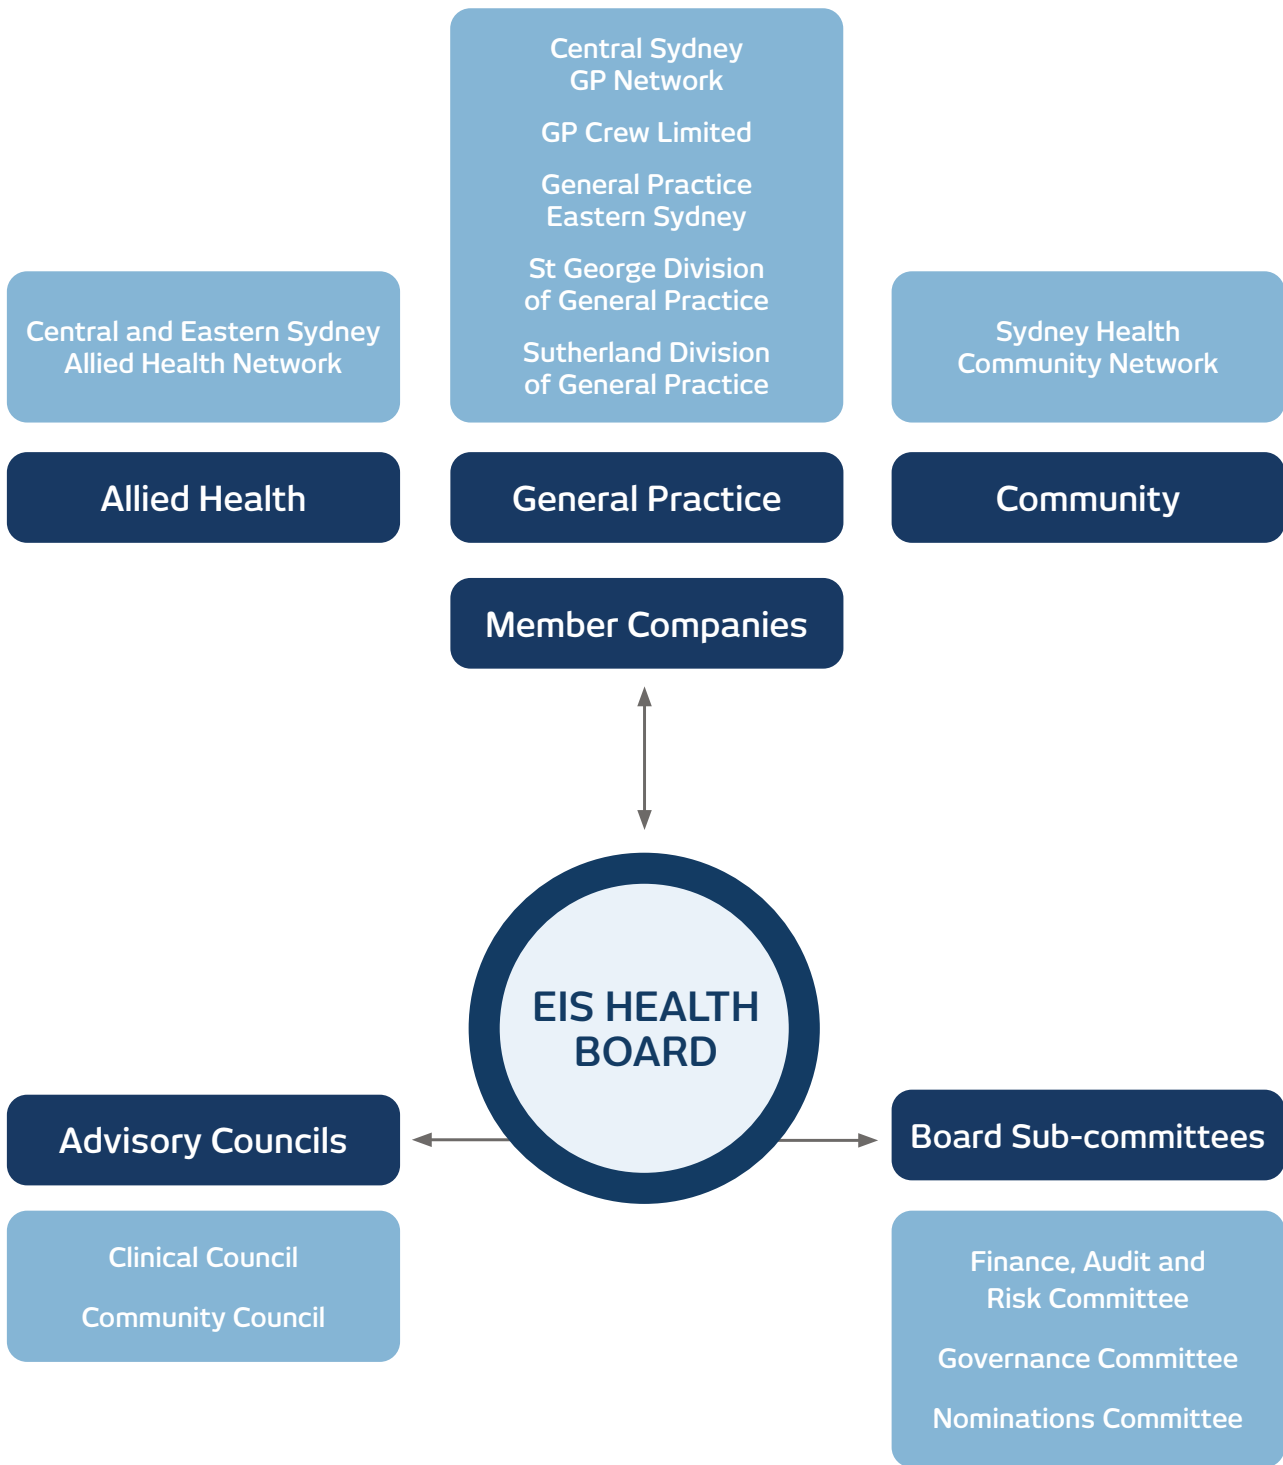 Central Sydney
GP Network
GP Crew Limited
General Practice
Eastern Sydney
St George Division
of General Practice
Sutherland Division
of General Practice
Central and Eastern Sydney
Allied Health Network
Sydney Health
Community Network
Allied Health
General Practice
Community
Member Companies
EIS HEALTH
BOARD
Advisory Councils
Clinical Council
Community Council
Board Sub-committees
Finance, Audit and
Risk Committee
Governance Committee
Nominations Committee